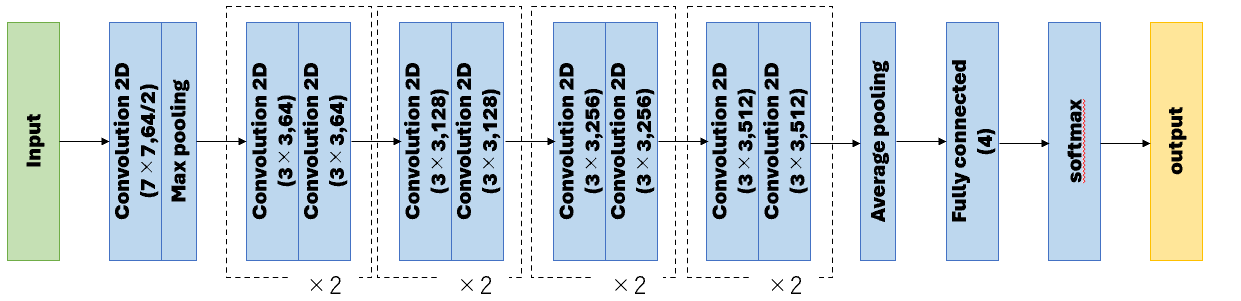 Input
Convolution 2D
(7×7,64/2)
Max pooling
Convolution 2D
(3×3,64)
Convolution 2D
(3×3,64)
×2
Convolution 2D
(3×3,128)
Convolution 2D
(3×3,128)
×2
Convolution 2D
(3×3,256)
Convolution 2D
(3×3,256)
×2
Convolution 2D
(3×3,512)
Convolution 2D
(3×3,512)
×2
Average pooling
Fully connected
(4)
softmax
output